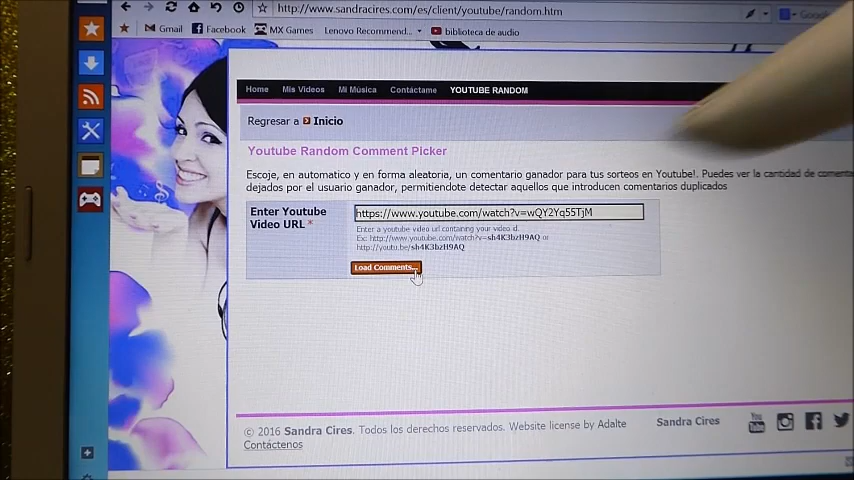 http://www.sandracires.com/es/client/youtube/random.htm
Gmail Facebook MX Games Lenovo Recommend... biblioteca de audio
Home Mis Videos Mi Música Contáctame YOUTUBE RANDOM
Regresar a Inicio
Youtube Random Comment Picker
Escoje, en automatico y en forma aleatoria, un comentario ganador para tus sorteos en Youtube!. Puedes ver la cantidad de comenta
dejados por el usuario ganador, permitiendote detectar aquellos que introducen comentarios duplicados
Enter Youtube
Video URL *
https://www.youtube.com/watch?v=wQY2Yq55TjM
Enter a youtube video url containing your video d.
Ex: http://www.youtube.com/watch?v=sh4K3bzH9AQ or
http://youtu.be/sh4K3bzH9AQ
Load Comments...
© 2016 Sandra Cires. Todos los derechos reservados. Website license by Adalte
Contáctenos
Sandra Cires
You
Tube